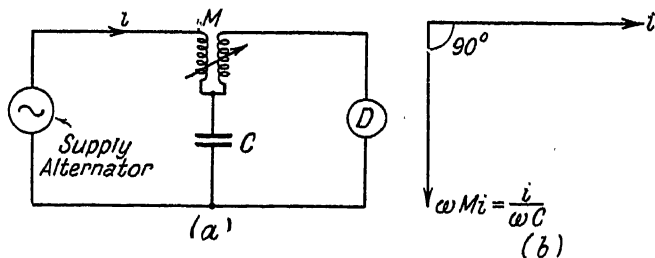 i
M
Supply
Alternator
C
D
(a)
90°
i
ωMi = i/ωC
(b)